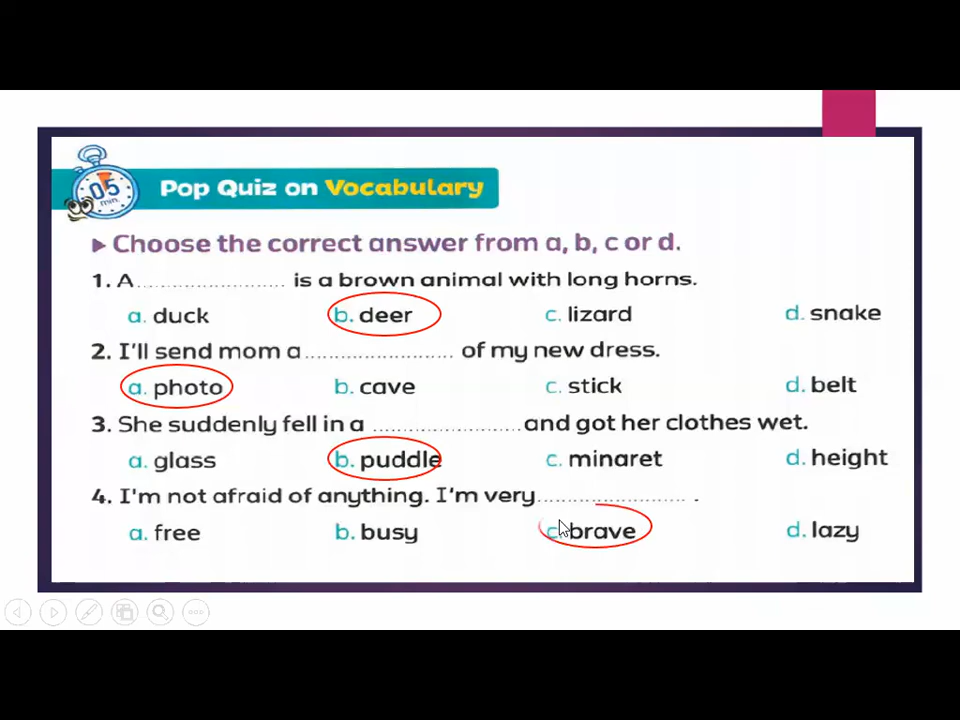 05
min.
Pop Quiz on Vocabulary
▸ Choose the correct answer from a, b, c or d.
1. A........................ is a brown animal with long horns.
a. duck b. deer c. lizard d. snake
2. I'll send mom a........................ of my new dress.
a. photo b. cave c. stick d. belt
3. She suddenly fell in a ........................ and got her clothes wet.
a. glass b. puddle c. minaret d. height
4. I'm not afraid of anything. I'm very........................ .
a. free b. busy c. brave d. lazy